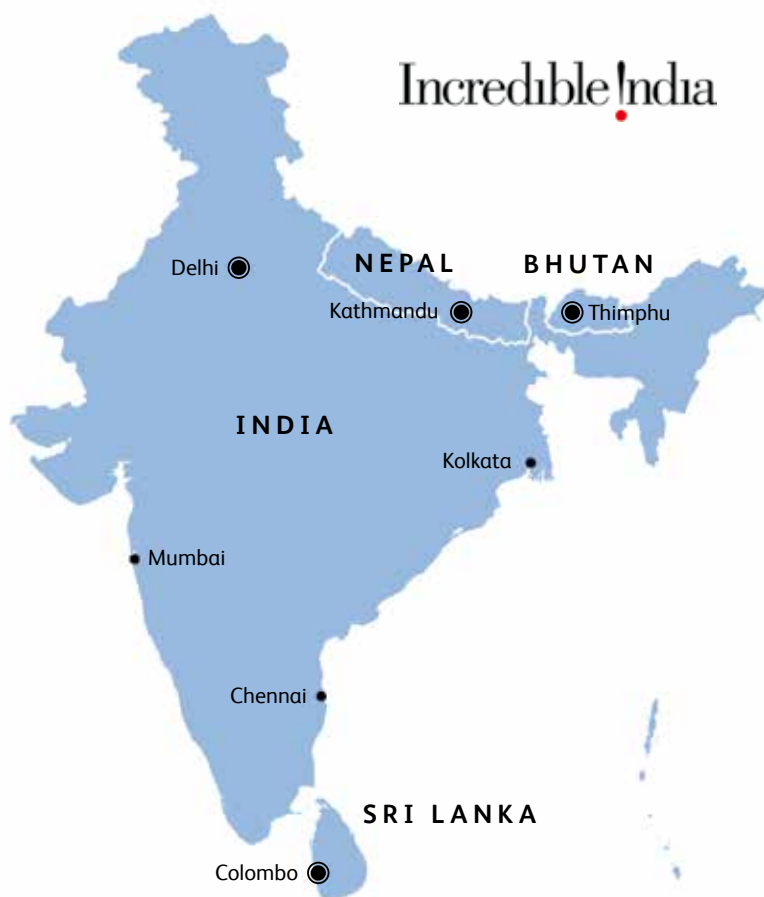 Incredible !ndia
Delhi
NEPAL
BHUTAN
Kathmandu
Thimphu
INDIA
Kolkata
Mumbai
Chennai
SRI LANKA
Colombo